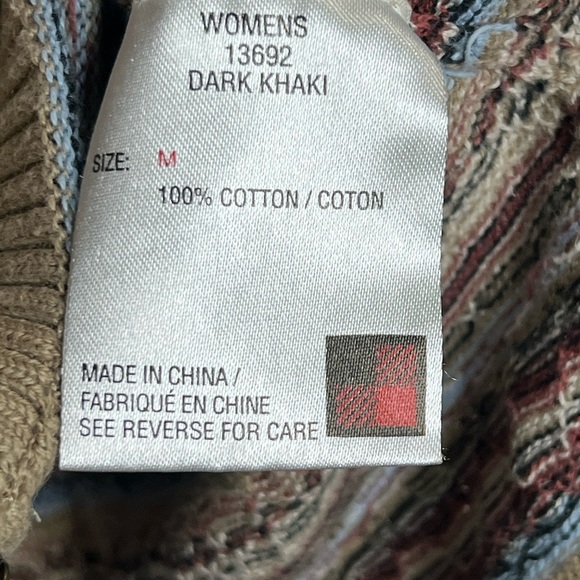 WOMENS
13692
DARK KHAKI
SIZE: M
100% COTTON / COTON
MADE IN CHINA /
FABRIQUÉ EN CHINE
SEE REVERSE FOR CARE